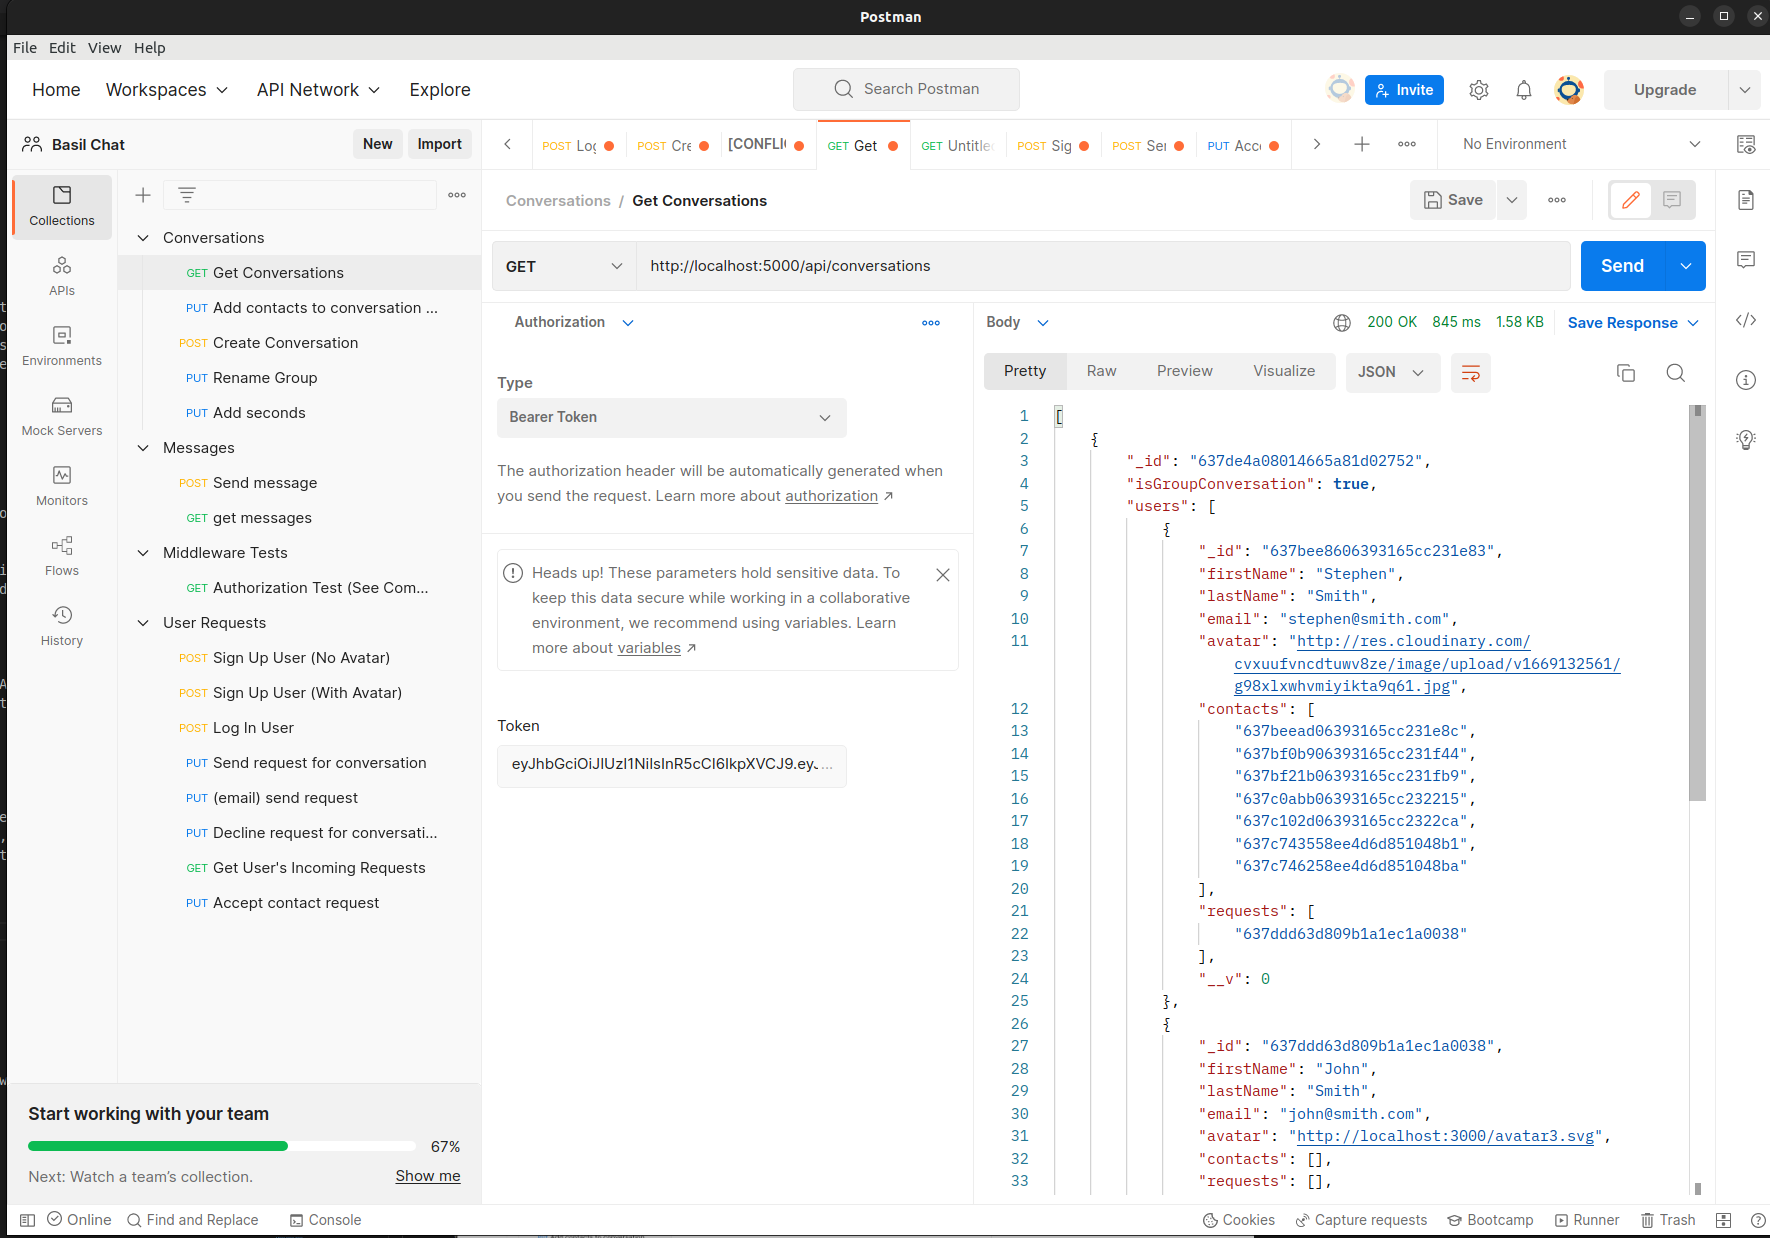 Postman
File Edit View Help
Home Workspaces API Network Explore
Search Postman
Invite
Upgrade
Basil Chat
New Import
POST
POST
GET Get
GET
POST Sig
POST
PUT
No Environment
Collections
APIs
Environments
Mock Servers
Monitors
Flows
History
Conversations
GET Get Conversations
PUT Add contacts to conversation ...
POST Create Conversation
PUT Rename Group
PUT Add seconds
Messages
POST Send message
GET get messages
Middleware Tests
GET Authorization Test (See Com...
User Requests
POST Sign Up User (No Avatar)
POST Sign Up User (With Avatar)
POST Log In User
PUT Send request for conversation
PUT (email) send request
PUT Decline request for conversati...
GET Get User's Incoming Requests
PUT Accept contact request
Start working with your team
67%
Next: Watch a team's collection.
Show me
Conversations / Get Conversations
Save
GET http://localhost:5000/api/conversations
Send
Authorization
Type
Bearer Token
The authorization header will be automatically generated when
you send the request. Learn more about authorization ↗
Heads up! These parameters hold sensitive data. To
keep this data secure while working in a collaborative
environment, we recommend using variables. Learn
more about variables ↗
Token
eyJhbGciOiJIUzI1NiIsInR5cCI6IkpXVCJ9.eyJ...
Body
200 OK 845 ms 1.58 KB Save Response
Pretty Raw Preview Visualize JSON
1 [
2 {
3 "_id": "637de4a08014665a81d02752",
4 "isGroupConversation": true,
5 "users": [
6 {
7 "_id": "637bee8606393165cc231e83",
8 "firstName": "Stephen",
9 "lastName": "Smith",
10 "email": "stephen@smith.com",
11 "avatar": "http://res.cloudinary.com/
cvxuufvncdtuwv8ze/image/upload/v1669132561/
g98xlxwhvmiyikta9q61.jpg",
12 "contacts": [
13 "637beead06393165cc231e8c",
14 "637bf0b906393165cc231f44",
15 "637bf21b06393165cc231fb9",
16 "637c0abb06393165cc232215",
17 "637c102d06393165cc2322ca",
18 "637c743558ee4d6d851048b1",
19 "637c746258ee4d6d851048ba"
20 ],
21 "requests": [
22 "637ddd63d809b1a1ec1a0038"
23 ],
24 "__v": 0
25 },
26 {
27 "_id": "637ddd63d809b1a1ec1a0038",
28 "firstName": "John",
29 "lastName": "Smith",
30 "email": "john@smith.com",
31 "avatar": "http://localhost:3000/avatar3.svg",
32 "contacts": [],
33 "requests": [],
Online Find and Replace Console
Cookies Capture requests Bootcamp Runner Trash